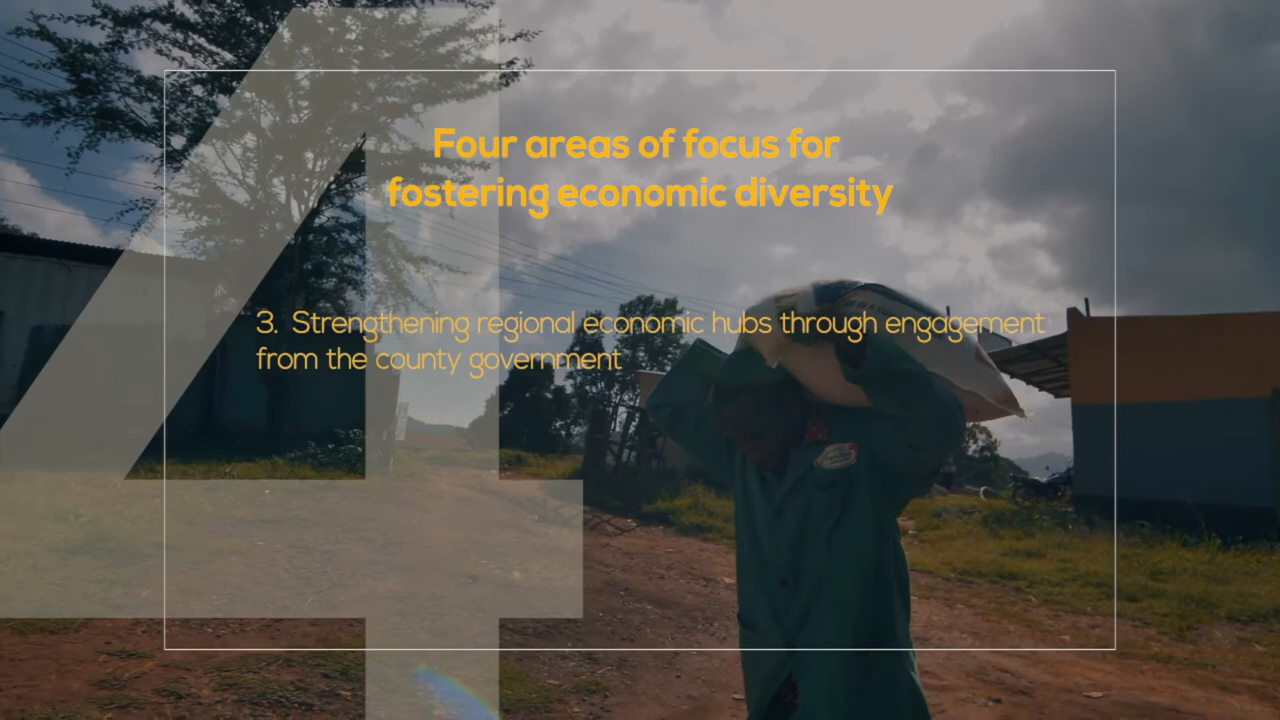 4
Four areas of focus for
fostering economic diversity
3. Strengthening regional economic hubs through engagement
from the county government